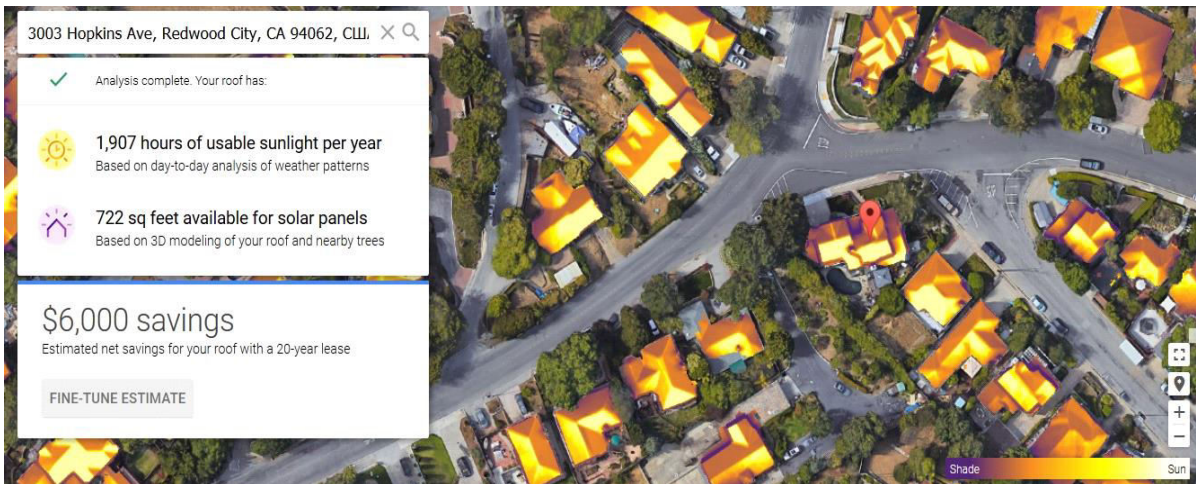 3003 Hopkins Ave, Redwood City, CA 94062, США
Analysis complete. Your roof has:
1,907 hours of usable sunlight per year
Based on day-to-day analysis of weather patterns
722 sq feet available for solar panels
Based on 3D modeling of your roof and nearby trees
$6,000 savings
Estimated net savings for your roof with a 20-year lease
FINE-TUNE ESTIMATE
Shade Sun